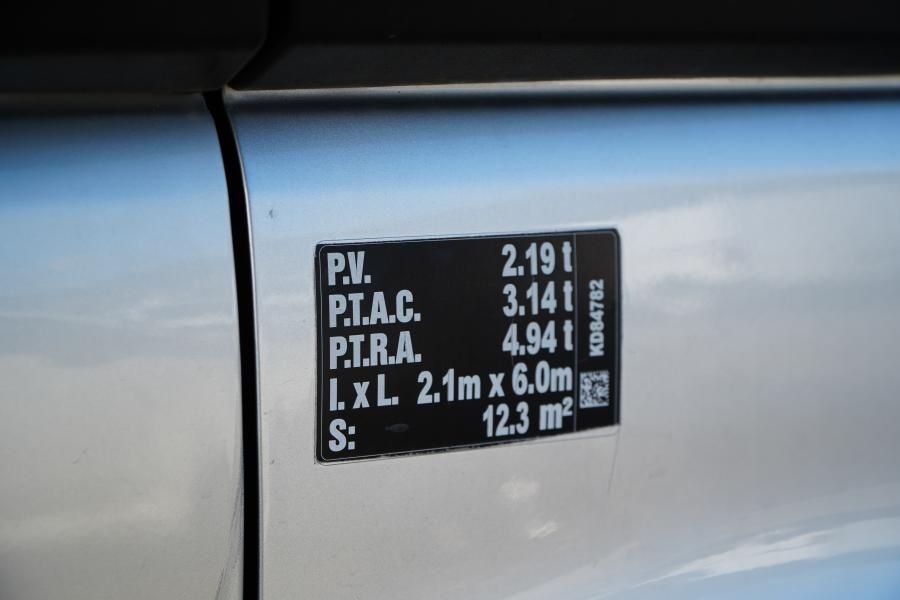 P.V. 2.19 t
P.T.A.C. 3.14 t
P.T.R.A. 4.94 t
l. x L. 2.1m x 6.0m
S: 12.3 m²
KD84782